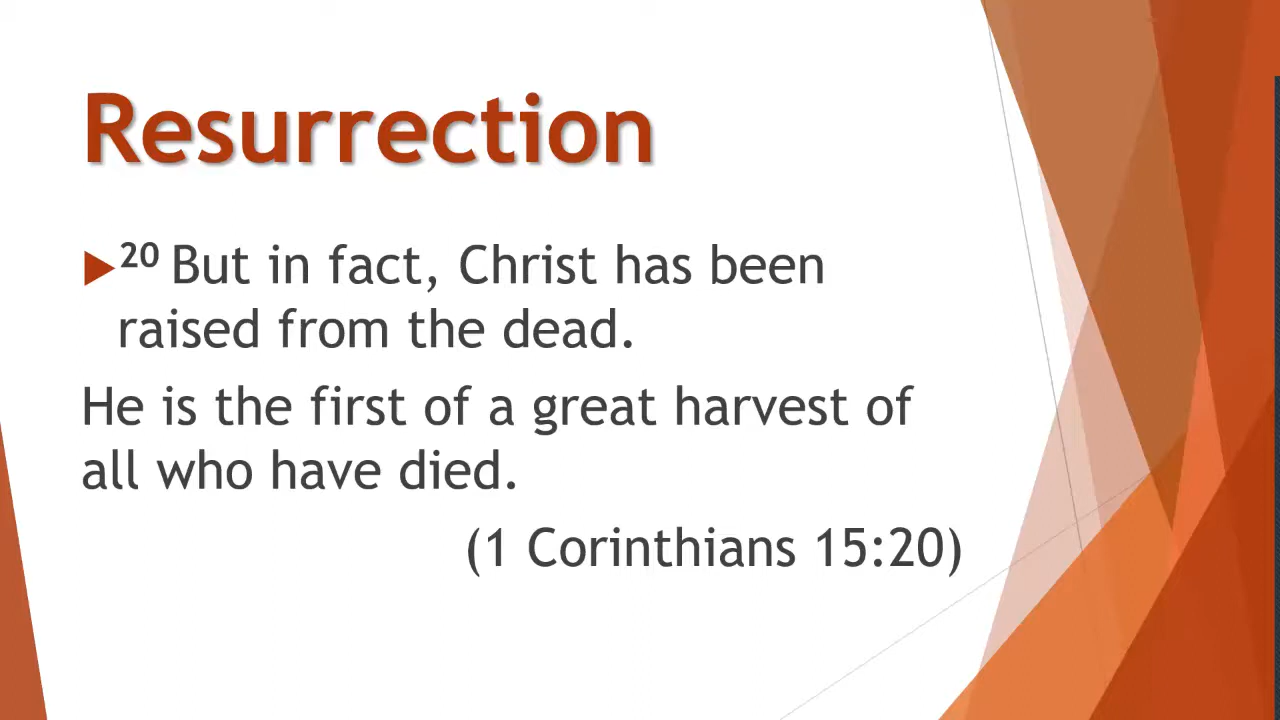 Resurrection
20 But in fact, Christ has been
raised from the dead.
He is the first of a great harvest of
all who have died.
(1 Corinthians 15:20)